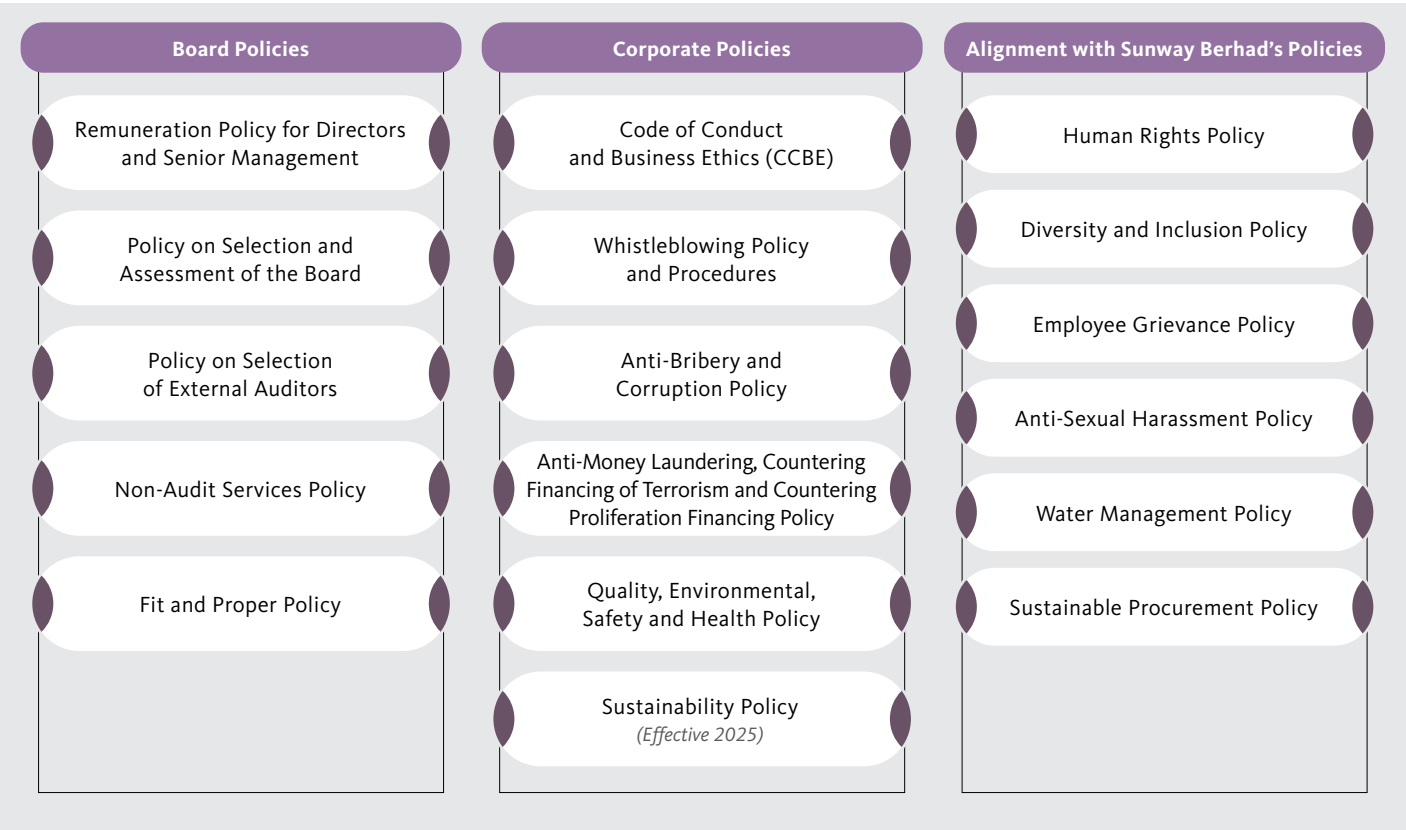 Board Policies
Remuneration Policy for Directors
and Senior Management
Policy on Selection and
Assessment of the Board
Policy on Selection
of External Auditors
Non-Audit Services Policy
Fit and Proper Policy
Corporate Policies
Code of Conduct
and Business Ethics (CCBE)
Whistleblowing Policy
and Procedures
Anti-Bribery and
Corruption Policy
Anti-Money Laundering, Countering
Financing of Terrorism and Countering
Proliferation Financing Policy
Quality, Environmental,
Safety and Health Policy
Sustainability Policy
(Effective 2025)
Alignment with Sunway Berhad’s Policies
Human Rights Policy
Diversity and Inclusion Policy
Employee Grievance Policy
Anti-Sexual Harassment Policy
Water Management Policy
Sustainable Procurement Policy